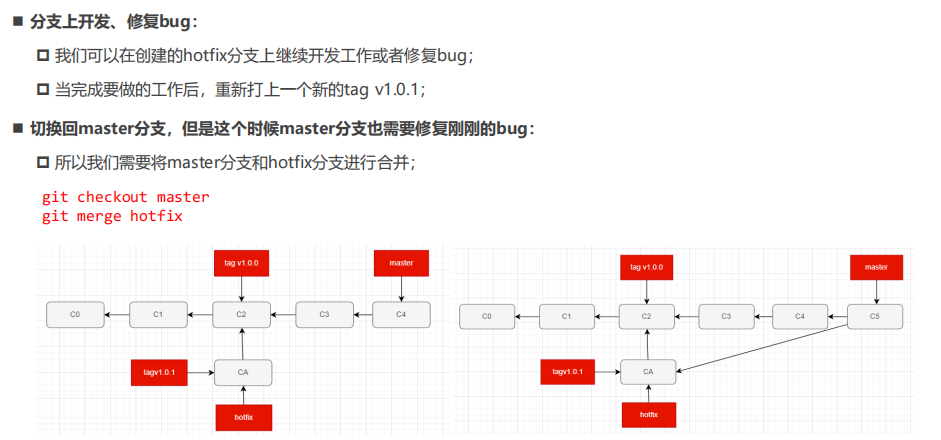 分支上开发、修复bug：
我们可以在创建的hotfix分支上继续开发工作或者修复bug；
当完成要做的工作后，重新打上一个新的tag v1.0.1；
切换回master分支，但是这个时候master分支也需要修复刚刚的bug：
所以我们需要将master分支和hotfix分支进行合并；
git checkout master
git merge hotfix
tag v1.0.0
master
C0
C1
C2
C3
C4
tagv1.0.1
CA
hotfix
tag v1.0.0
master
C0
C1
C2
C3
C4
C5
tagv1.0.1
CA
hotfix